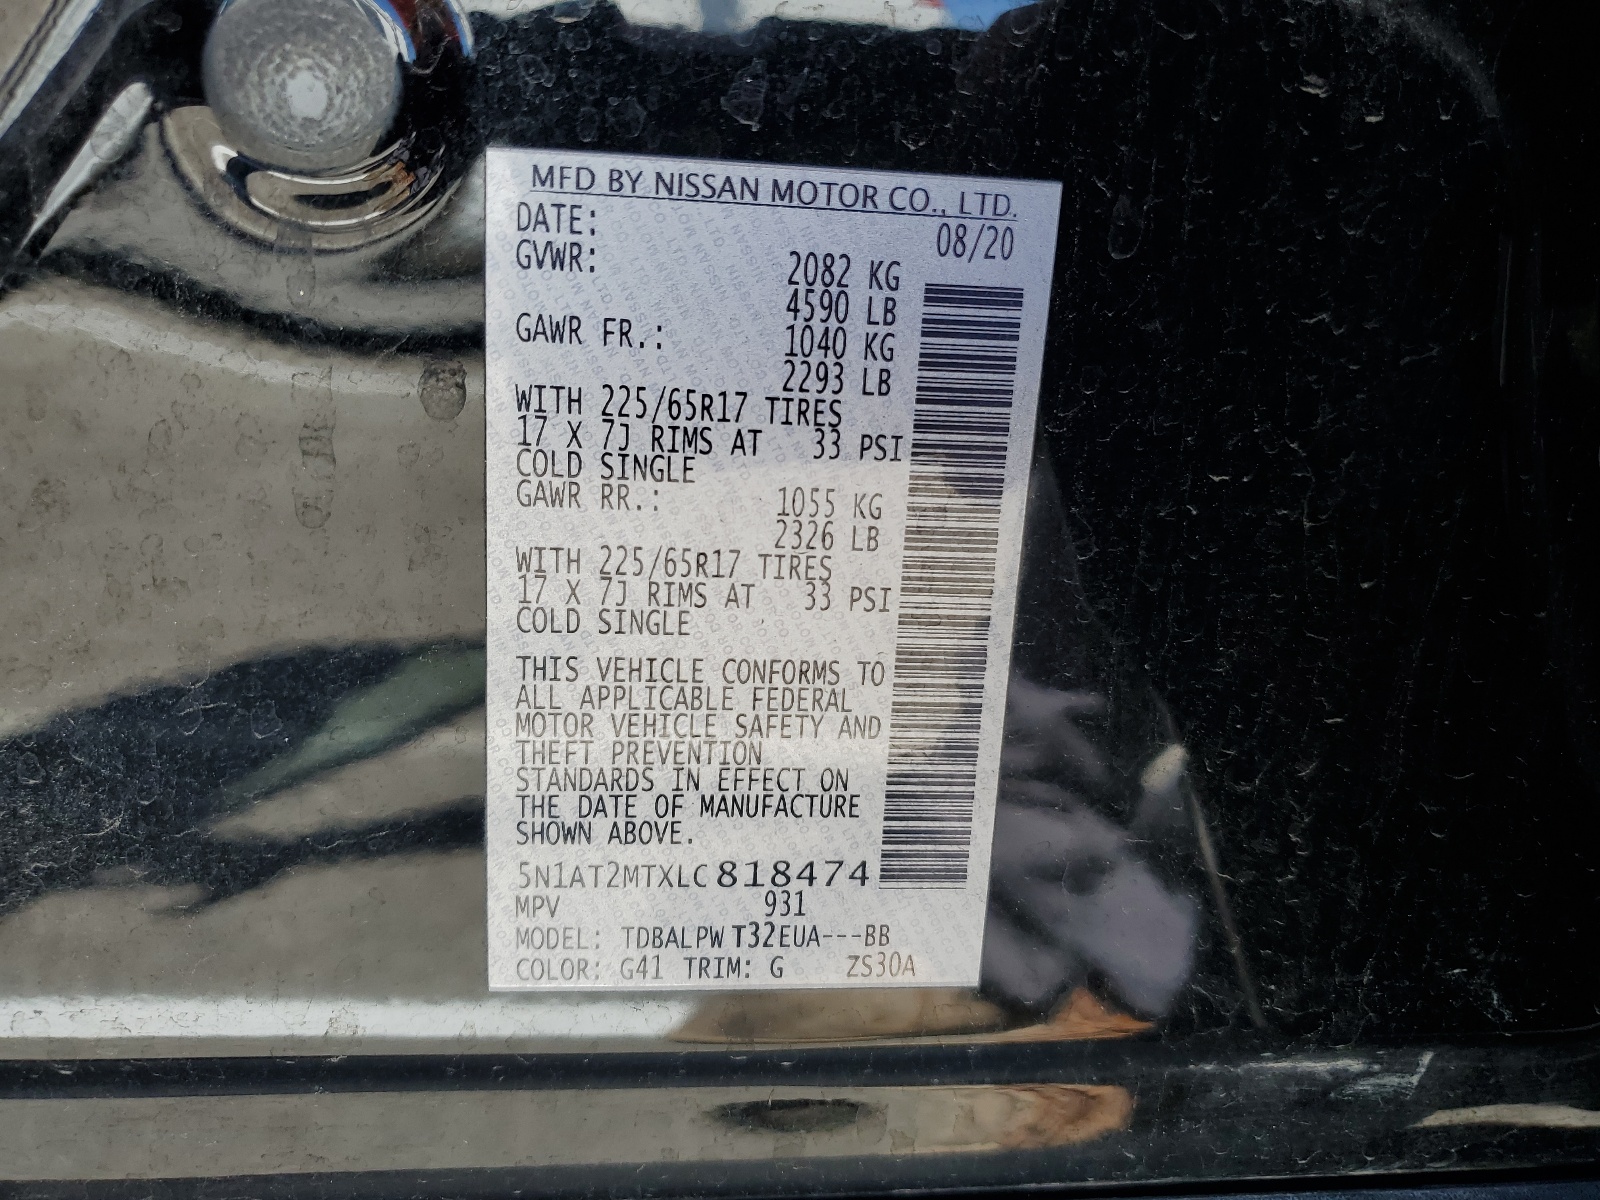 MFD BY NISSAN MOTOR CO., LTD.
DATE: 08/20
GVWR: 2082 KG
4590 LB
GAWR FR.: 1040 KG
2293 LB
WITH 225/65R17 TIRES
17 X 7J RIMS AT 33 PSI
COLD SINGLE
GAWR RR.: 1055 KG
2326 LB
WITH 225/65R17 TIRES
17 X 7J RIMS AT 33 PSI
COLD SINGLE
THIS VEHICLE CONFORMS TO
ALL APPLICABLE FEDERAL
MOTOR VEHICLE SAFETY AND
THEFT PREVENTION
STANDARDS IN EFFECT ON
THE DATE OF MANUFACTURE
SHOWN ABOVE.
5N1AT2MTXLC818474
MPV 931
MODEL: TDBALPWT32EUA---BB
COLOR: G41 TRIM: G ZS30A